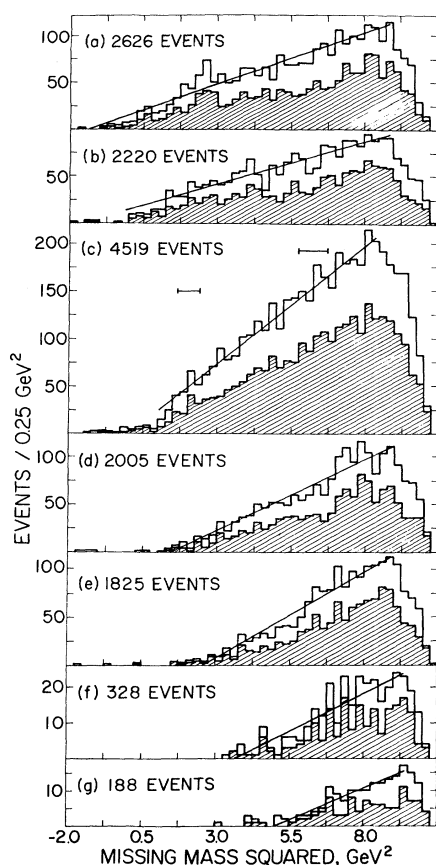 100
50
(a) 2626 EVENTS
50
(b) 2220 EVENTS
200
150
100
50
(c) 4519 EVENTS
100
50
(d) 2005 EVENTS
100
50
(e) 1825 EVENTS
20
10
(f) 328 EVENTS
10
(g) 188 EVENTS
EVENTS / 0.25 GeV²
-2.0 0.5 3.0 5.5 8.0
MISSING MASS SQUARED, GeV²